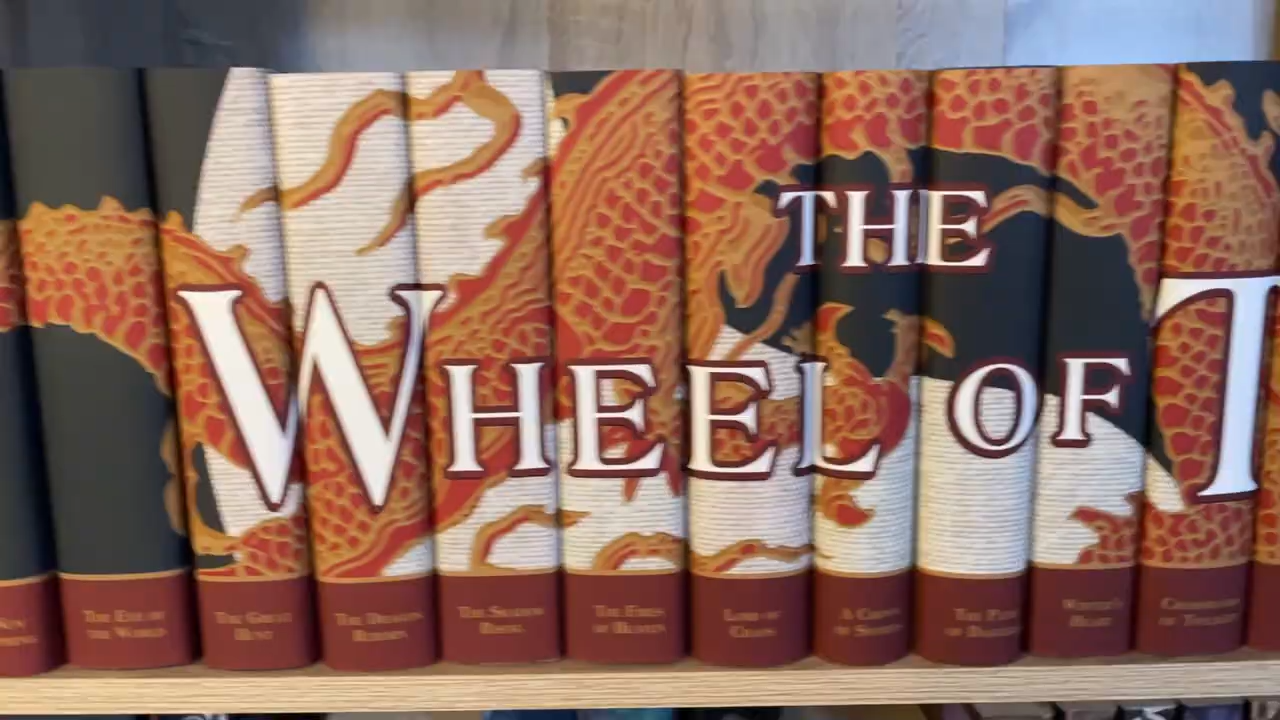 THE
WHEEL OF T
THE EYE OF
THE WORLD
THE GREAT
HUNT
THE DRAGON
REBORN
THE SHADOW
RISING
THE FIRES
OF HEAVEN
LORD OF
CHAOS
A CROWN
OF SWORDS
THE PATH
OF DAGGERS
WINTER'S
HEART
CROSSROADS
OF TWILIGHT